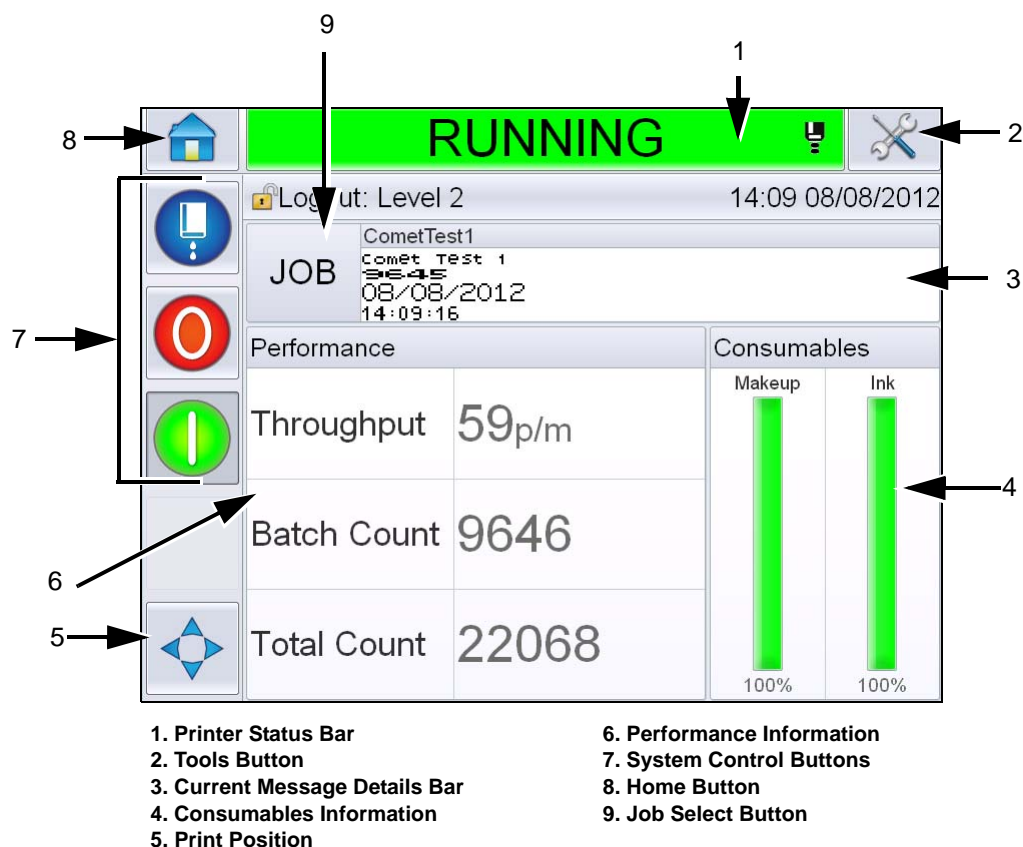 9
1
8
RUNNING
2
Logout: Level 2
14:09 08/08/2012
CometTest1
JOB
Comet Test 1
9645
08/08/2012
14:09:16
3
7
Performance
Consumables
Makeup
Ink
Throughput
59p/m
4
Batch Count
9646
6
5
Total Count
22068
100%
100%
1. Printer Status Bar
2. Tools Button
3. Current Message Details Bar
4. Consumables Information
5. Print Position
6. Performance Information
7. System Control Buttons
8. Home Button
9. Job Select Button